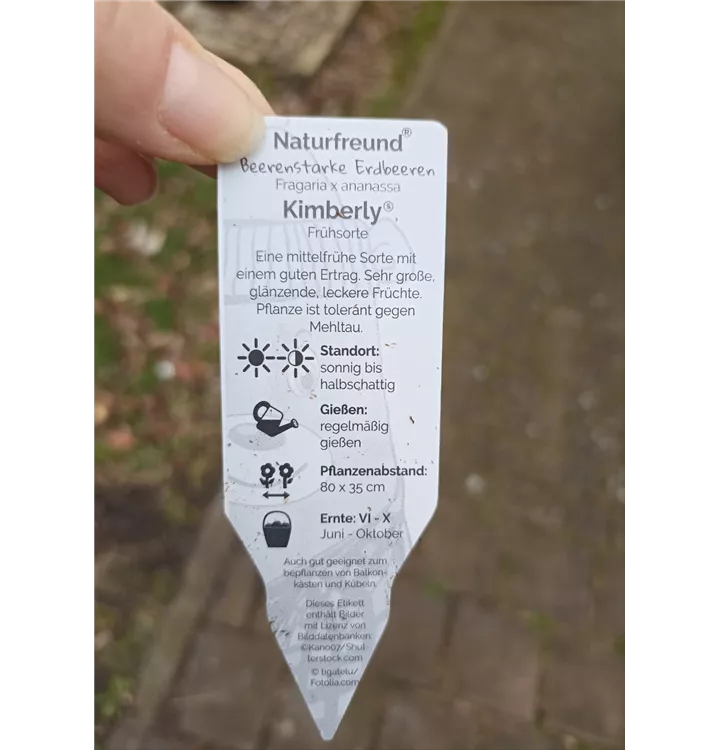 Naturfreund®
Beerenstarke Erdbeeren
Fragaria x ananassa
Kimberly Ⓢ
Frühsorte
Eine mittelfrühe Sorte mit
einem guten Ertrag. Sehr große,
glänzende, leckere Früchte.
Pflanze ist tolerant gegen
Mehltau.
Standort:
sonnig bis
halbschattig
Gießen:
regelmäßig
gießen
Pflanzenabstand:
80 x 35 cm
Ernte: VI - X
Juni - Oktober
Auch gut geeignet zum
bepflanzen von Balkon-
kästen und Kübeln.
Dieses Etikett
enthält Bilder
mit Lizenz von
Bilddatenbanken:
©Kano07/Shut
terstock.com
Fotolia.com